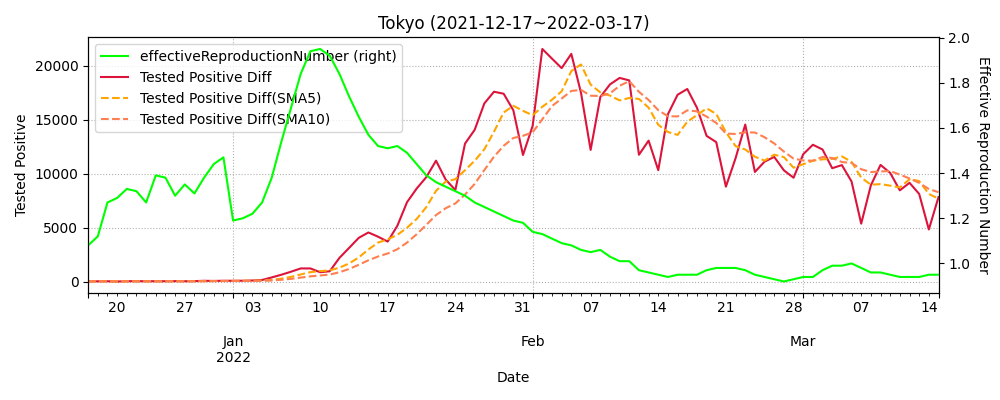 Tokyo (2021-12-17~2022-03-17)
effectiveReproductionNumber (right)
Tested Positive Diff
Tested Positive Diff(SMA5)
Tested Positive Diff(SMA10)
Tested Positive
20000
15000
10000
5000
0
2.0
1.8
1.6
1.4
1.2
1.0
Effective Reproduction Number
20 27 03 10 17 24 31 07 14 21 28 07 14
Jan Feb Mar
2022
Date